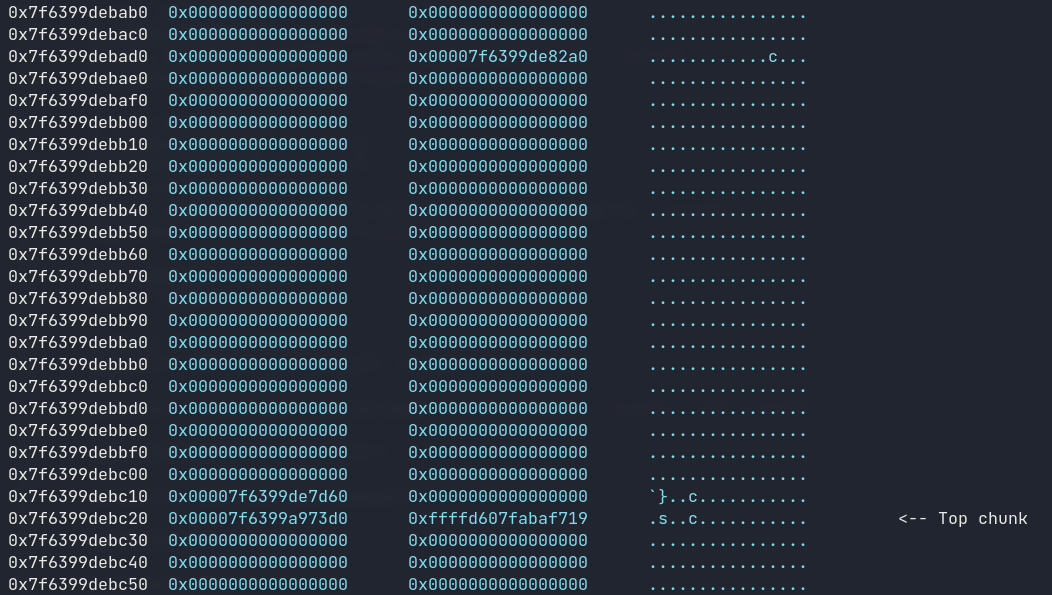 0x7f6399debab0  0x0000000000000000      0x0000000000000000      ................
0x7f6399debac0  0x0000000000000000      0x0000000000000000      ................
0x7f6399debad0  0x0000000000000000      0x00007f6399de82a0      ............c...
0x7f6399debae0  0x0000000000000000      0x0000000000000000      ................
0x7f6399debaf0  0x0000000000000000      0x0000000000000000      ................
0x7f6399debb00  0x0000000000000000      0x0000000000000000      ................
0x7f6399debb10  0x0000000000000000      0x0000000000000000      ................
0x7f6399debb20  0x0000000000000000      0x0000000000000000      ................
0x7f6399debb30  0x0000000000000000      0x0000000000000000      ................
0x7f6399debb40  0x0000000000000000      0x0000000000000000      ................
0x7f6399debb50  0x0000000000000000      0x0000000000000000      ................
0x7f6399debb60  0x0000000000000000      0x0000000000000000      ................
0x7f6399debb70  0x0000000000000000      0x0000000000000000      ................
0x7f6399debb80  0x0000000000000000      0x0000000000000000      ................
0x7f6399debb90  0x0000000000000000      0x0000000000000000      ................
0x7f6399debba0  0x0000000000000000      0x0000000000000000      ................
0x7f6399debbb0  0x0000000000000000      0x0000000000000000      ................
0x7f6399debbc0  0x0000000000000000      0x0000000000000000      ................
0x7f6399debbd0  0x0000000000000000      0x0000000000000000      ................
0x7f6399debbe0  0x0000000000000000      0x0000000000000000      ................
0x7f6399debbf0  0x0000000000000000      0x0000000000000000      ................
0x7f6399debc00  0x0000000000000000      0x0000000000000000      ................
0x7f6399debc10  0x00007f6399de7d60      0x0000000000000000      `}..c...........
0x7f6399debc20  0x00007f6399a973d0      0xffffd607fabaf719      .s..c...........         <-- Top chunk
0x7f6399debc30  0x0000000000000000      0x0000000000000000      ................
0x7f6399debc40  0x0000000000000000      0x0000000000000000      ................
0x7f6399debc50  0x0000000000000000      0x0000000000000000      ................